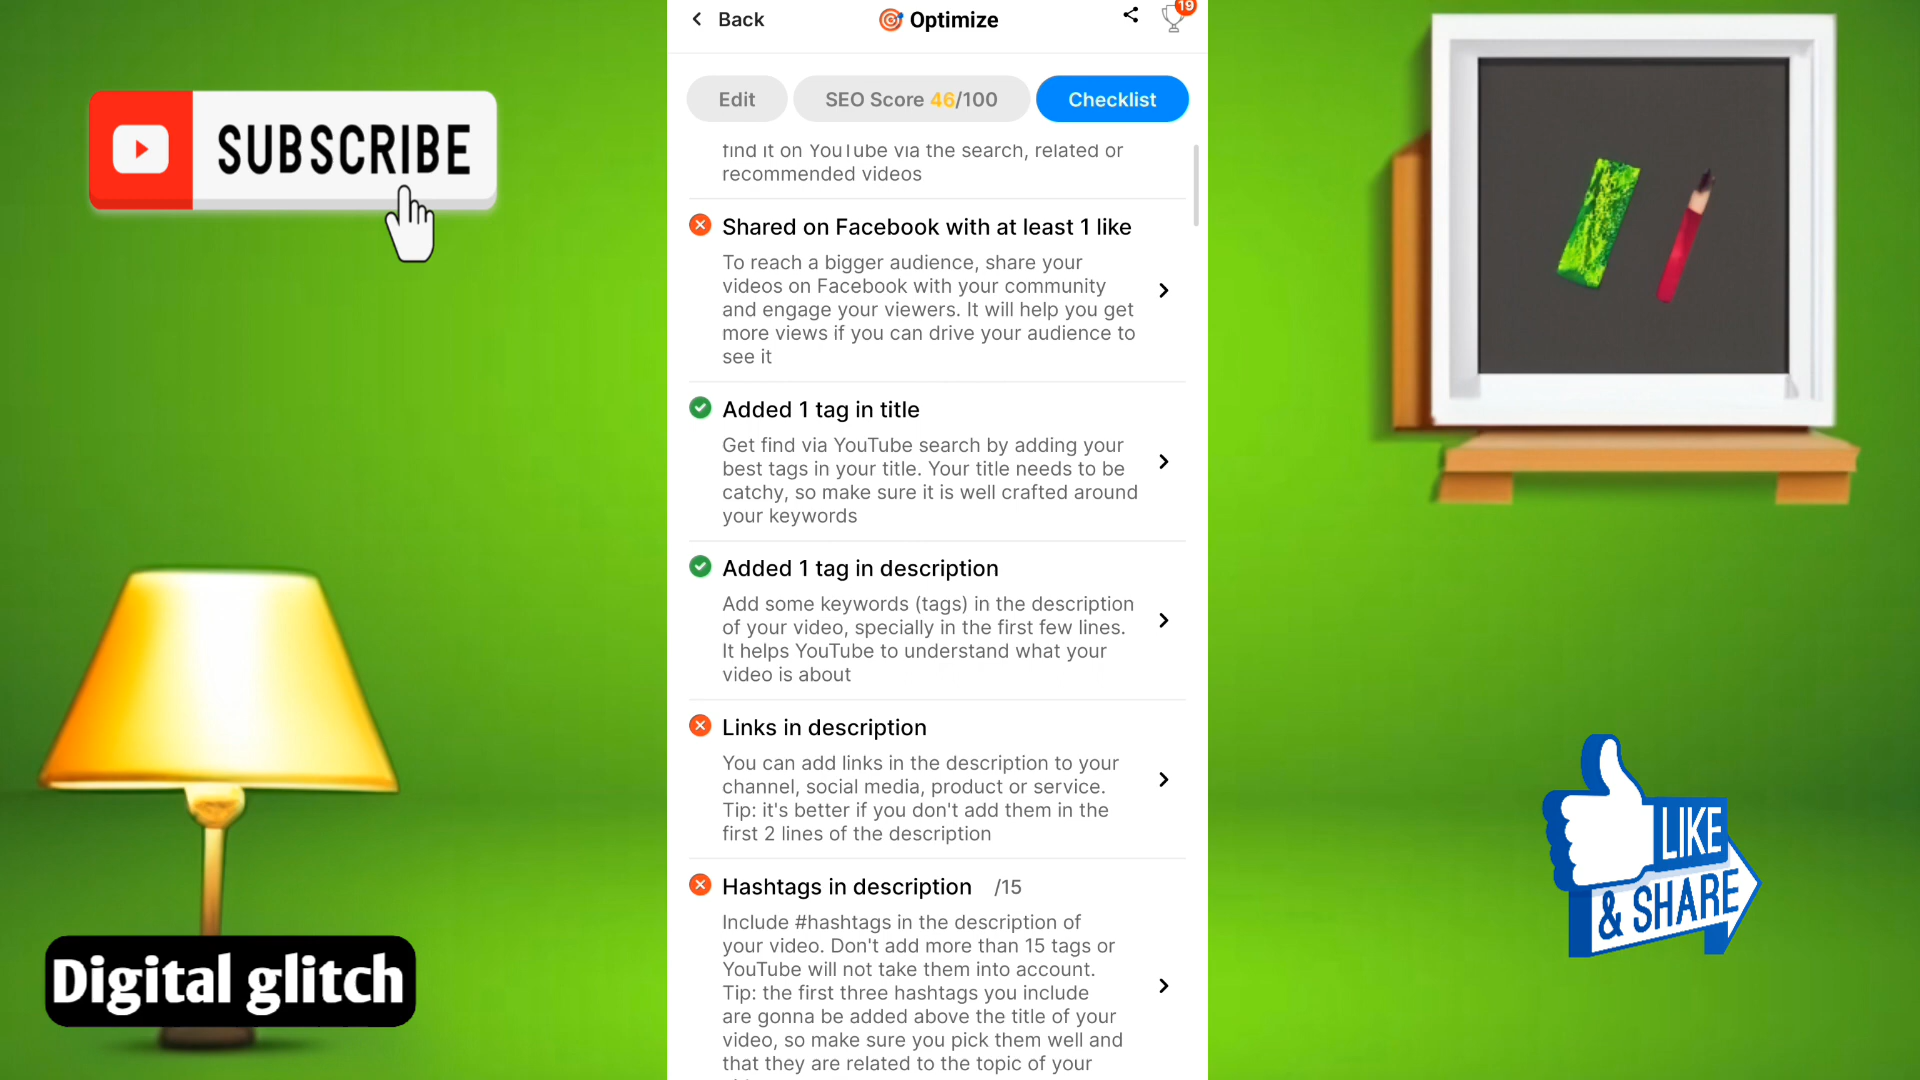 Back
Optimize
19
Edit
SEO Score 46/100
Checklist
find it on YouTube via the search, related or
recommended videos
Shared on Facebook with at least 1 like
To reach a bigger audience, share your
videos on Facebook with your community
and engage your viewers. It will help you get
more views if you can drive your audience to
see it
Added 1 tag in title
Get find via YouTube search by adding your
best tags in your title. Your title needs to be
catchy, so make sure it is well crafted around
your keywords
Added 1 tag in description
Add some keywords (tags) in the description
of your video, specially in the first few lines.
It helps YouTube to understand what your
video is about
Links in description
You can add links in the description to your
channel, social media, product or service.
Tip: it's better if you don't add them in the
first 2 lines of the description
Hashtags in description /15
Include #hashtags in the description of
your video. Don't add more than 15 tags or
YouTube will not take them into account.
Tip: the first three hashtags you include
are gonna be added above the title of your
video, so make sure you pick them well and
that they are related to the topic of your
SUBSCRIBE
Digital glitch
LIKE
& SHARE